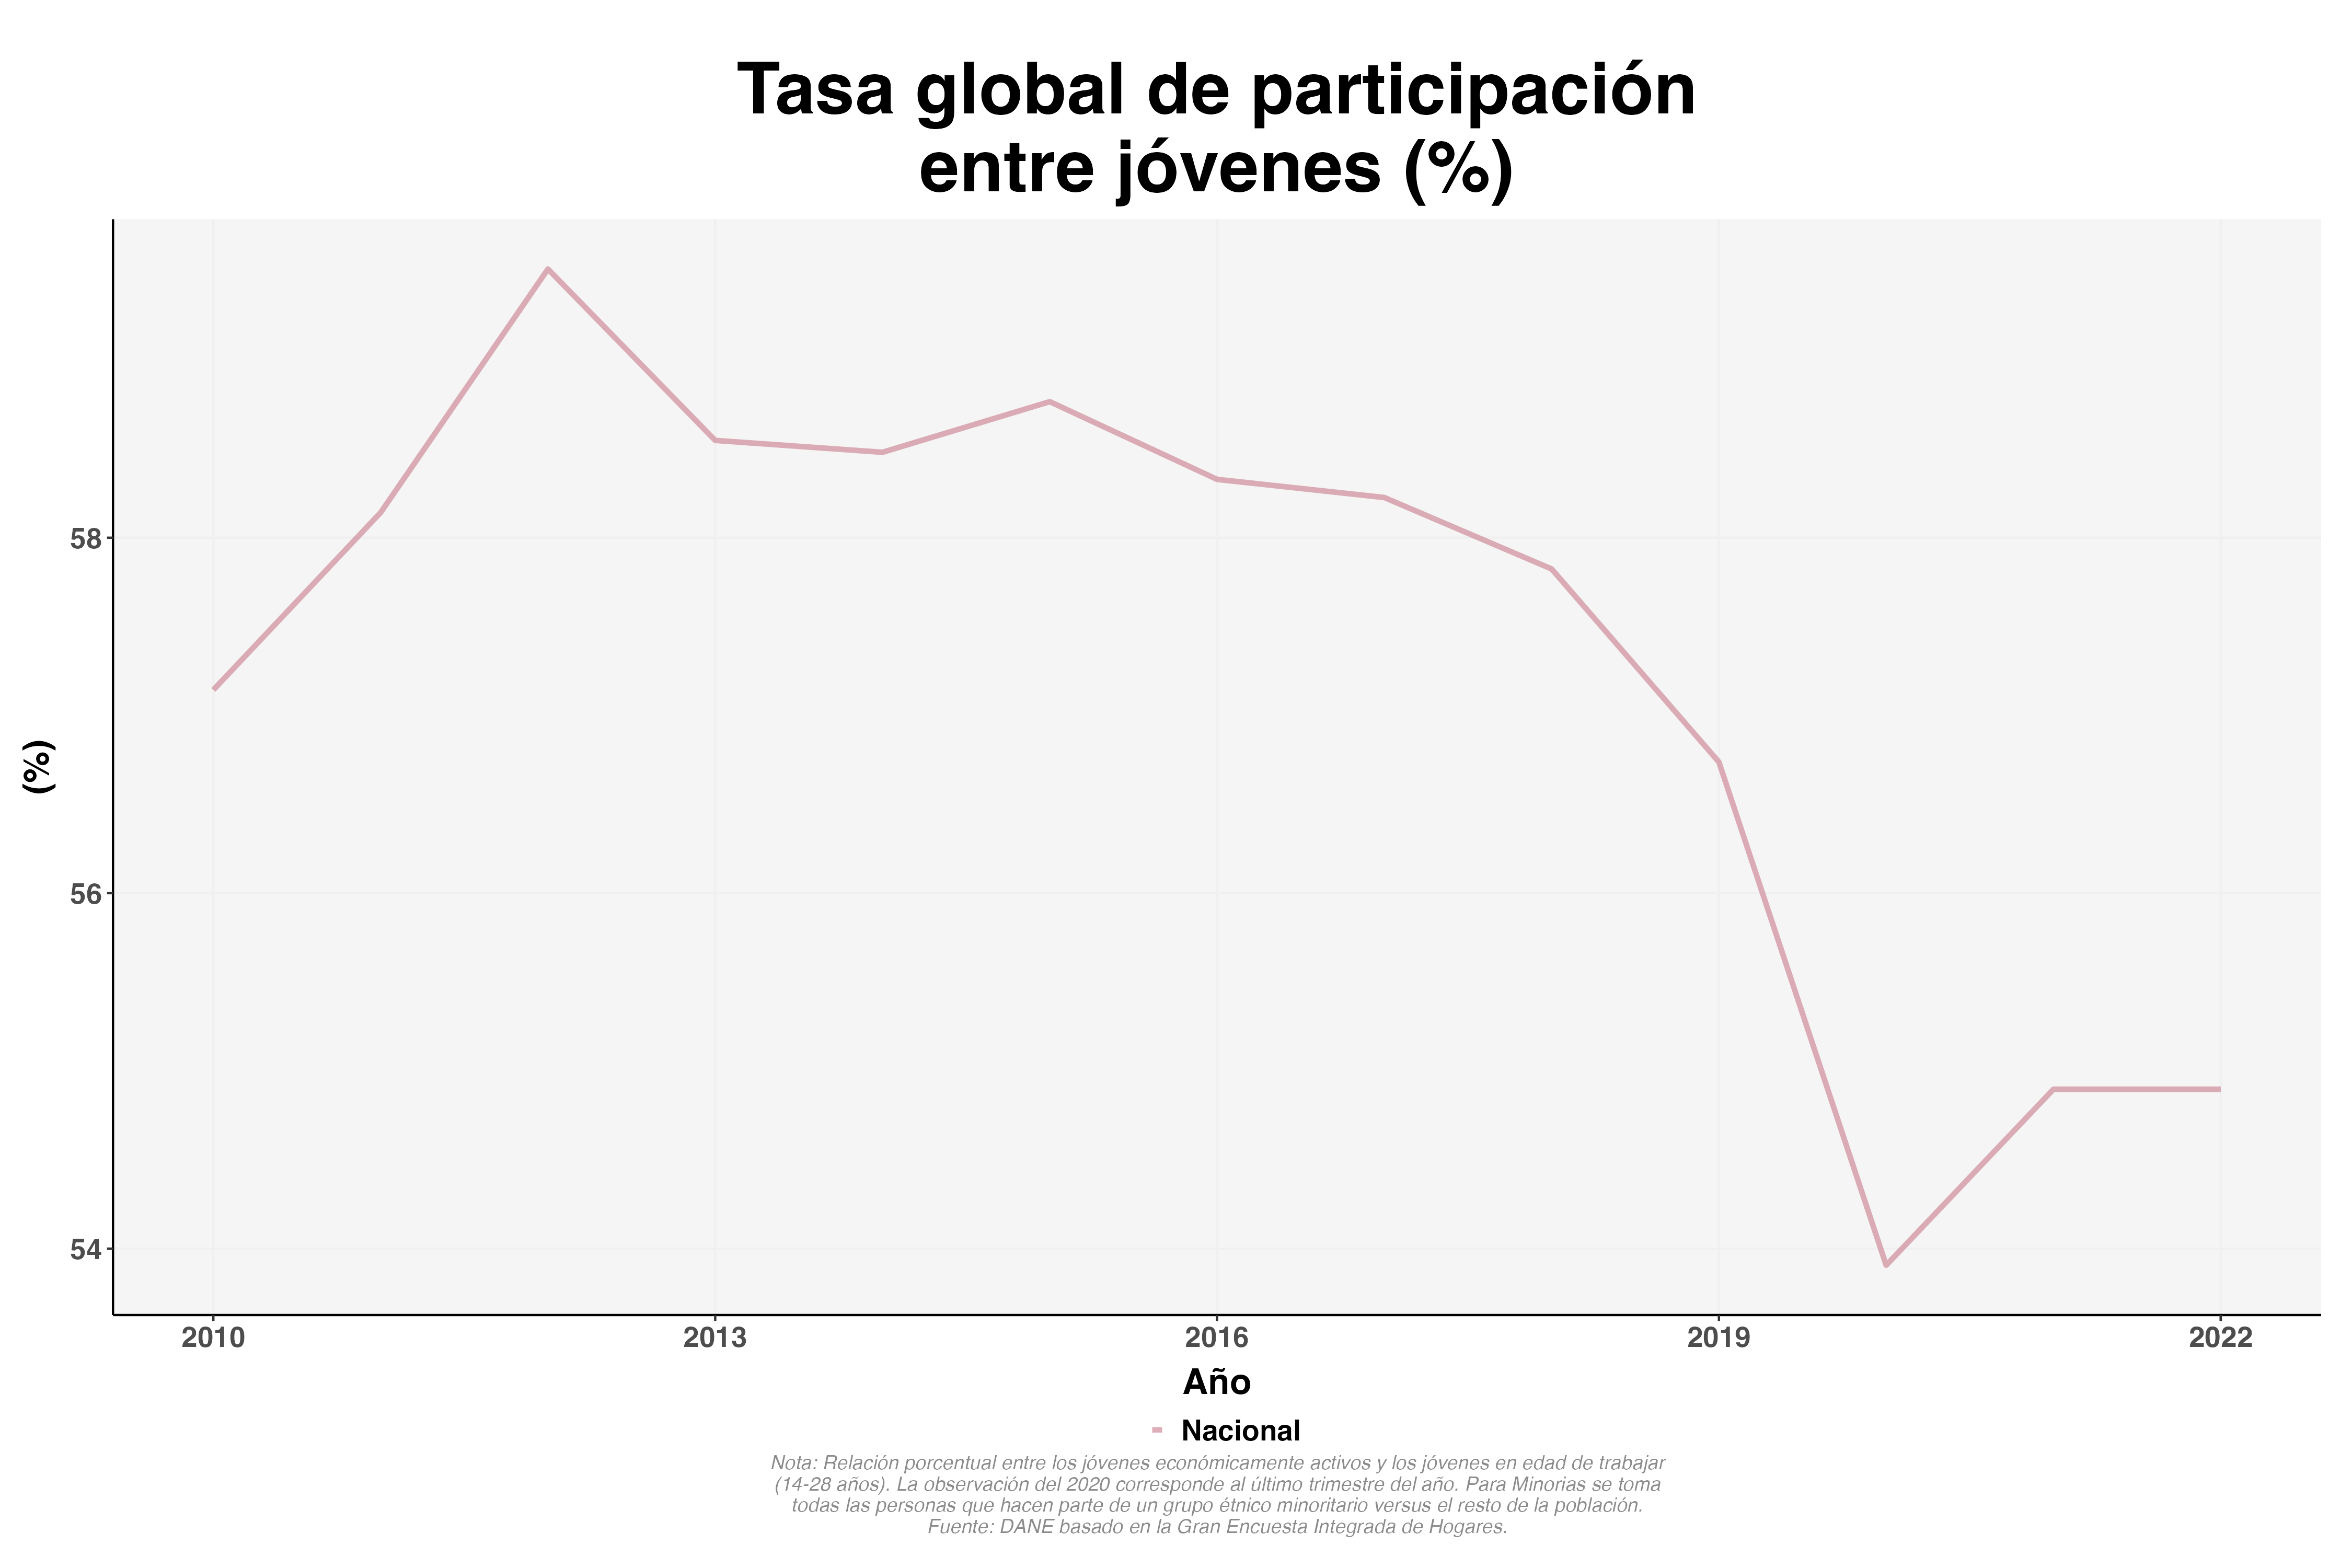 Tasa global de participación
entre jóvenes (%)
(%)
58
56
54
2010 2013 2016 2019 2022
Año
Nacional
Nota: Relación porcentual entre los jóvenes económicamente activos y los jóvenes en edad de trabajar
(14-28 años). La observación del 2020 corresponde al último trimestre del año. Para Minorias se toma
todas las personas que hacen parte de un grupo étnico minoritario versus el resto de la población.
Fuente: DANE basado en la Gran Encuesta Integrada de Hogares.